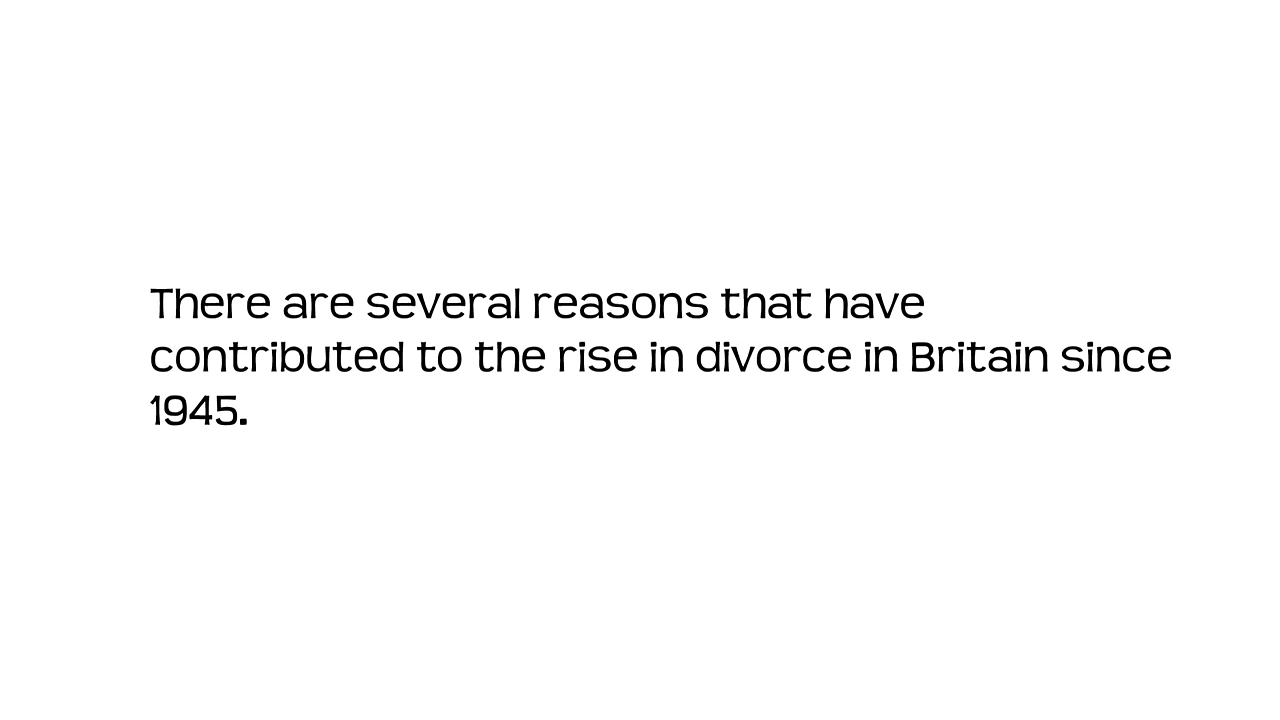 There are several reasons that have
contributed to the rise in divorce in Britain since
1945.